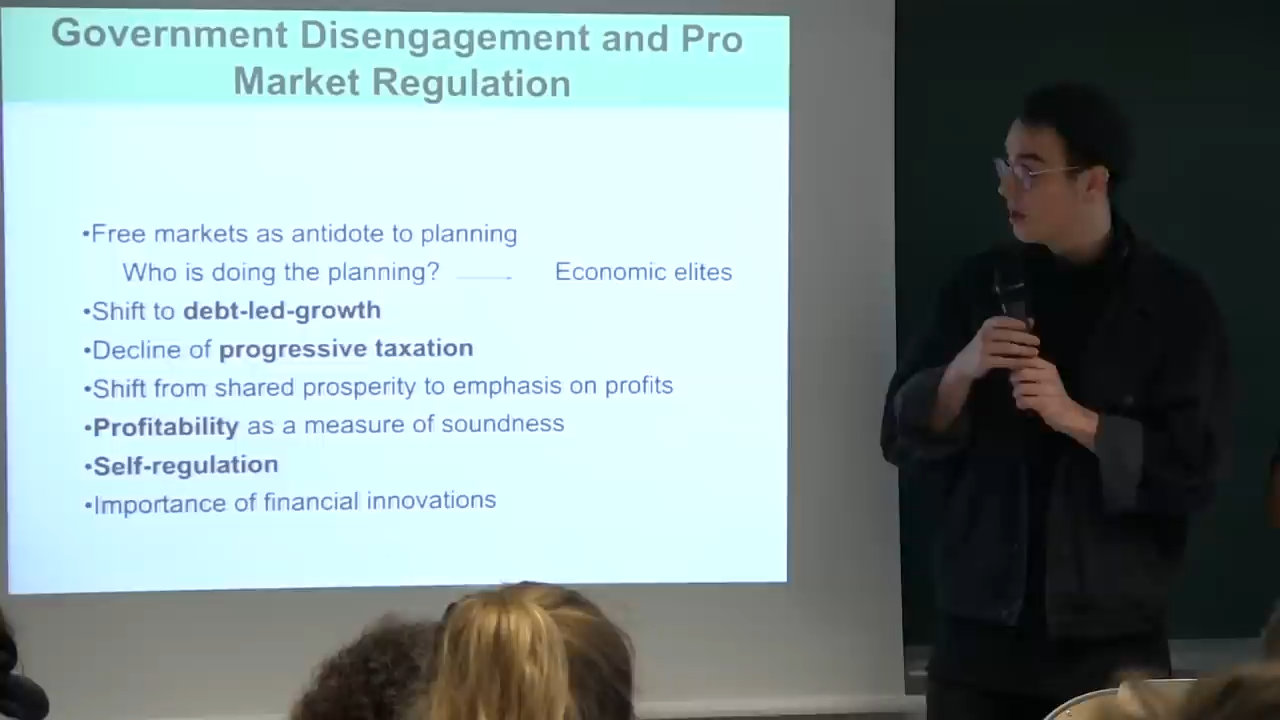 Government Disengagement and Pro
Market Regulation
•Free markets as antidote to planning
Who is doing the planning? Economic elites
•Shift to debt-led-growth
•Decline of progressive taxation
•Shift from shared prosperity to emphasis on profits
•Profitability as a measure of soundness
•Self-regulation
•Importance of financial innovations